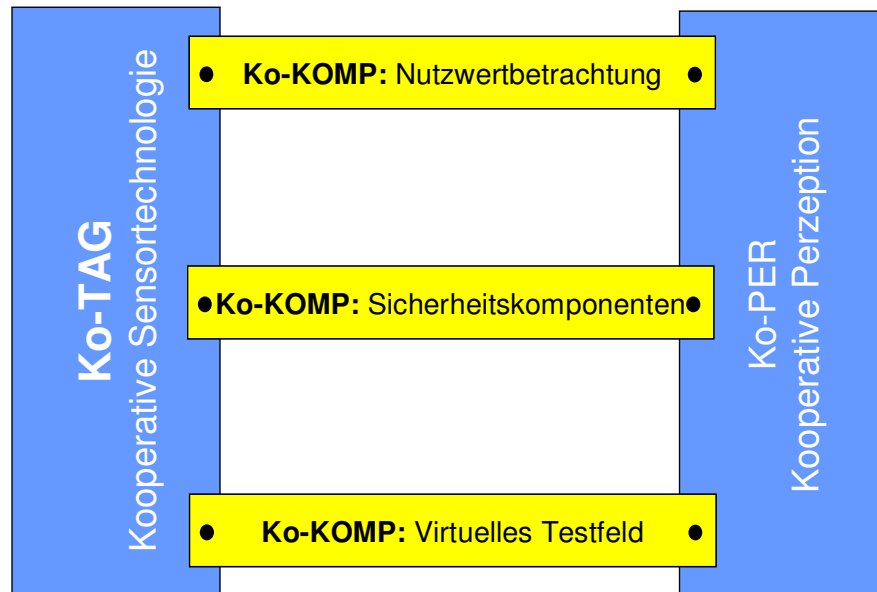 Ko-TAG
Kooperative Sensortechnologie
Ko-KOMP: Nutzwertbetrachtung
Ko-KOMP: Sicherheitskomponenten
Ko-KOMP: Virtuelles Testfeld
Ko-PER
Kooperative Perzeption